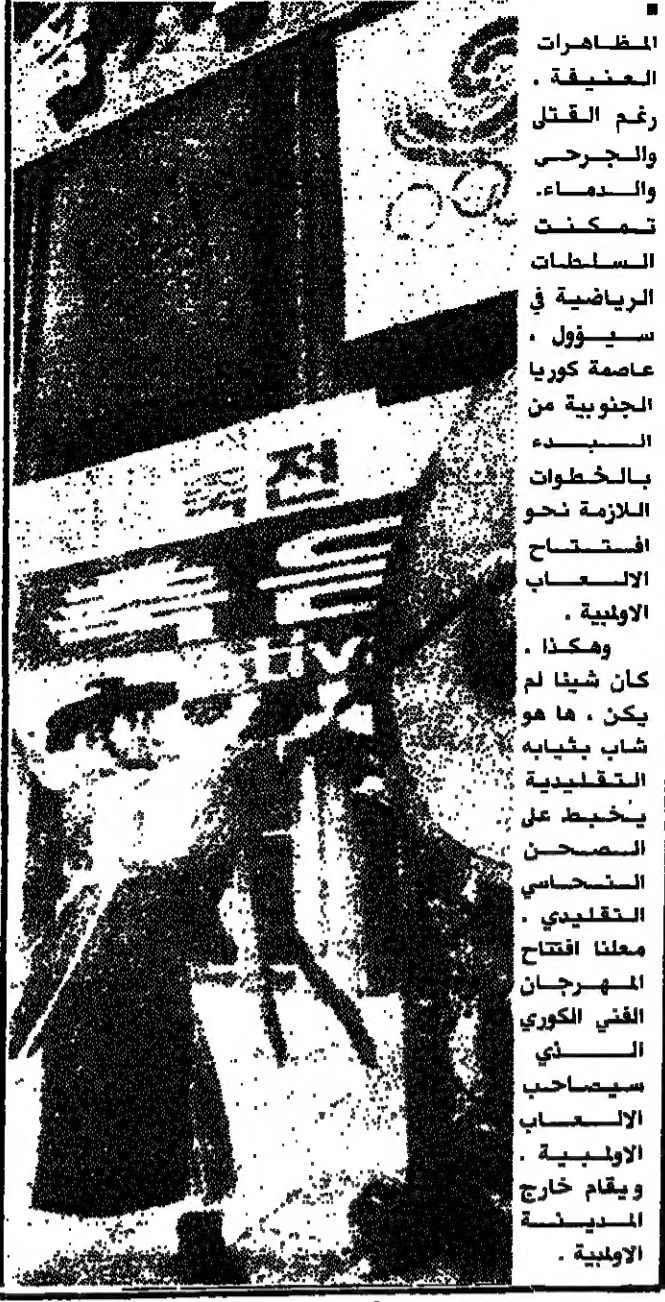 ■
المظاهرات
العنيفة .
رغم القتلى
والجرحى
والدماء.
تمكنت
السلطات
الرياضية في
سيؤول ،
عاصمة كوريا
الجنوبية من
البدء
بالخطوات
اللازمة نحو
افتتاح
الالعاب
الاولمبية .
وهكذا .
كأن شيئا لم
يكن ، ها هو
شاب بثيابه
التقليدية
يخبط على
الصحن
النحاسي
التقليدي .
معلنا افتتاح
المهرجان
الفني الكوري
الذي
سيصاحب
الالعاب
الاولمبية .
ويقام خارج
المدينة
الاولمبية .
전